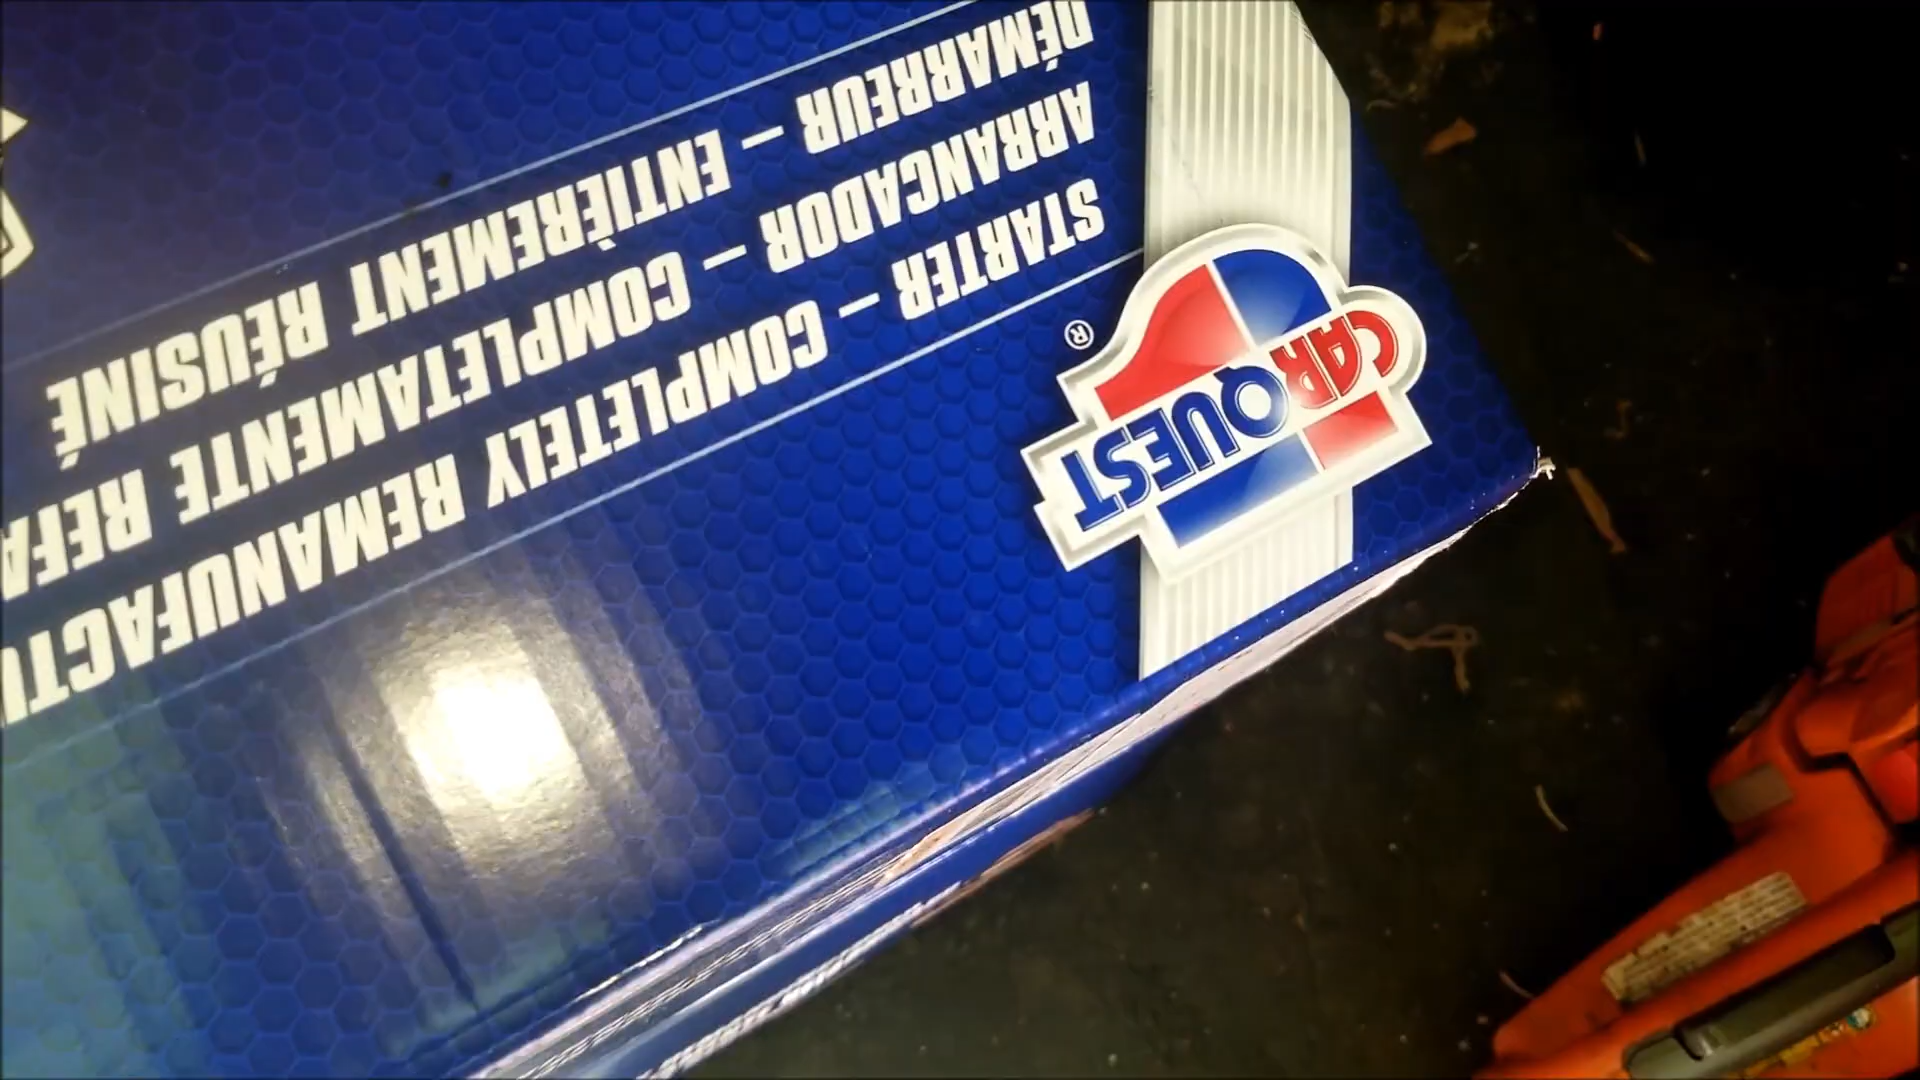 CARQUEST
®
STARTER – COMPLETELY REMANUFACTU
ARRANCADOR – COMPLETAMENTE REFA
DÉMARREUR – ENTIÈREMENT RÉUSINÉ